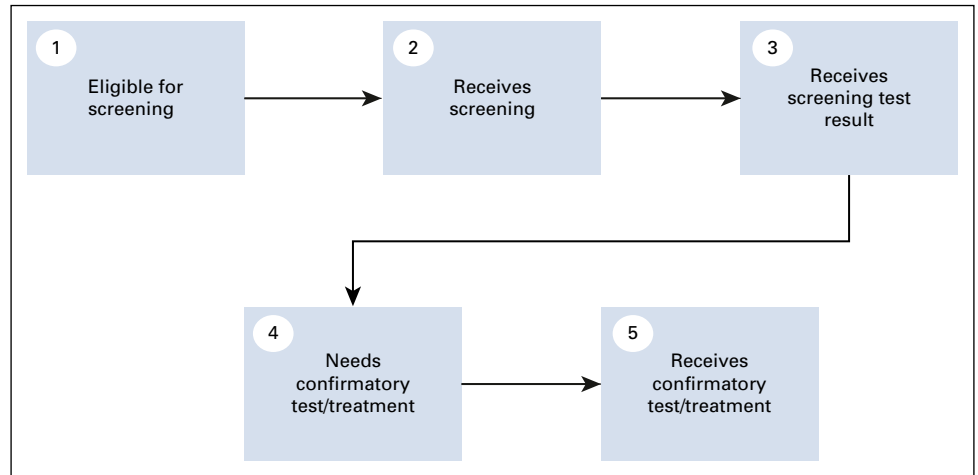 1
Eligible for
screening
2
Receives
screening
3
Receives
screening test
result
4
Needs
confirmatory
test/treatment
5
Receives
confirmatory
test/treatment